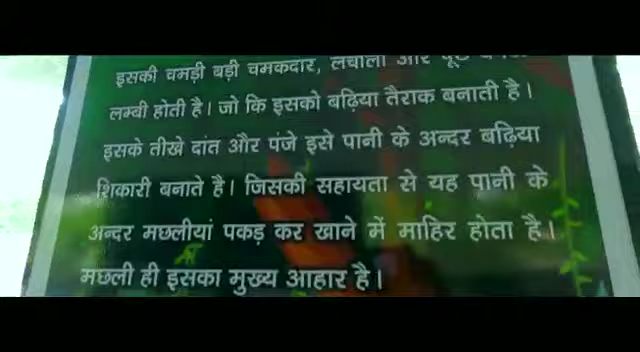 इसकी चमड़ी बड़ी चमकदार, लचीली और पूंछ
लम्बी होती है। जो कि इसको बढ़िया तैराक बनाती है।
इसके तीखे दांत और पंजे इसे पानी के अन्दर बढ़िया
शिकारी बनाते है। जिसकी सहायता से यह पानी के
अन्दर मछलीयां पकड़ कर खाने में माहिर होता है।
मछली ही इसका मुख्य आहार है।